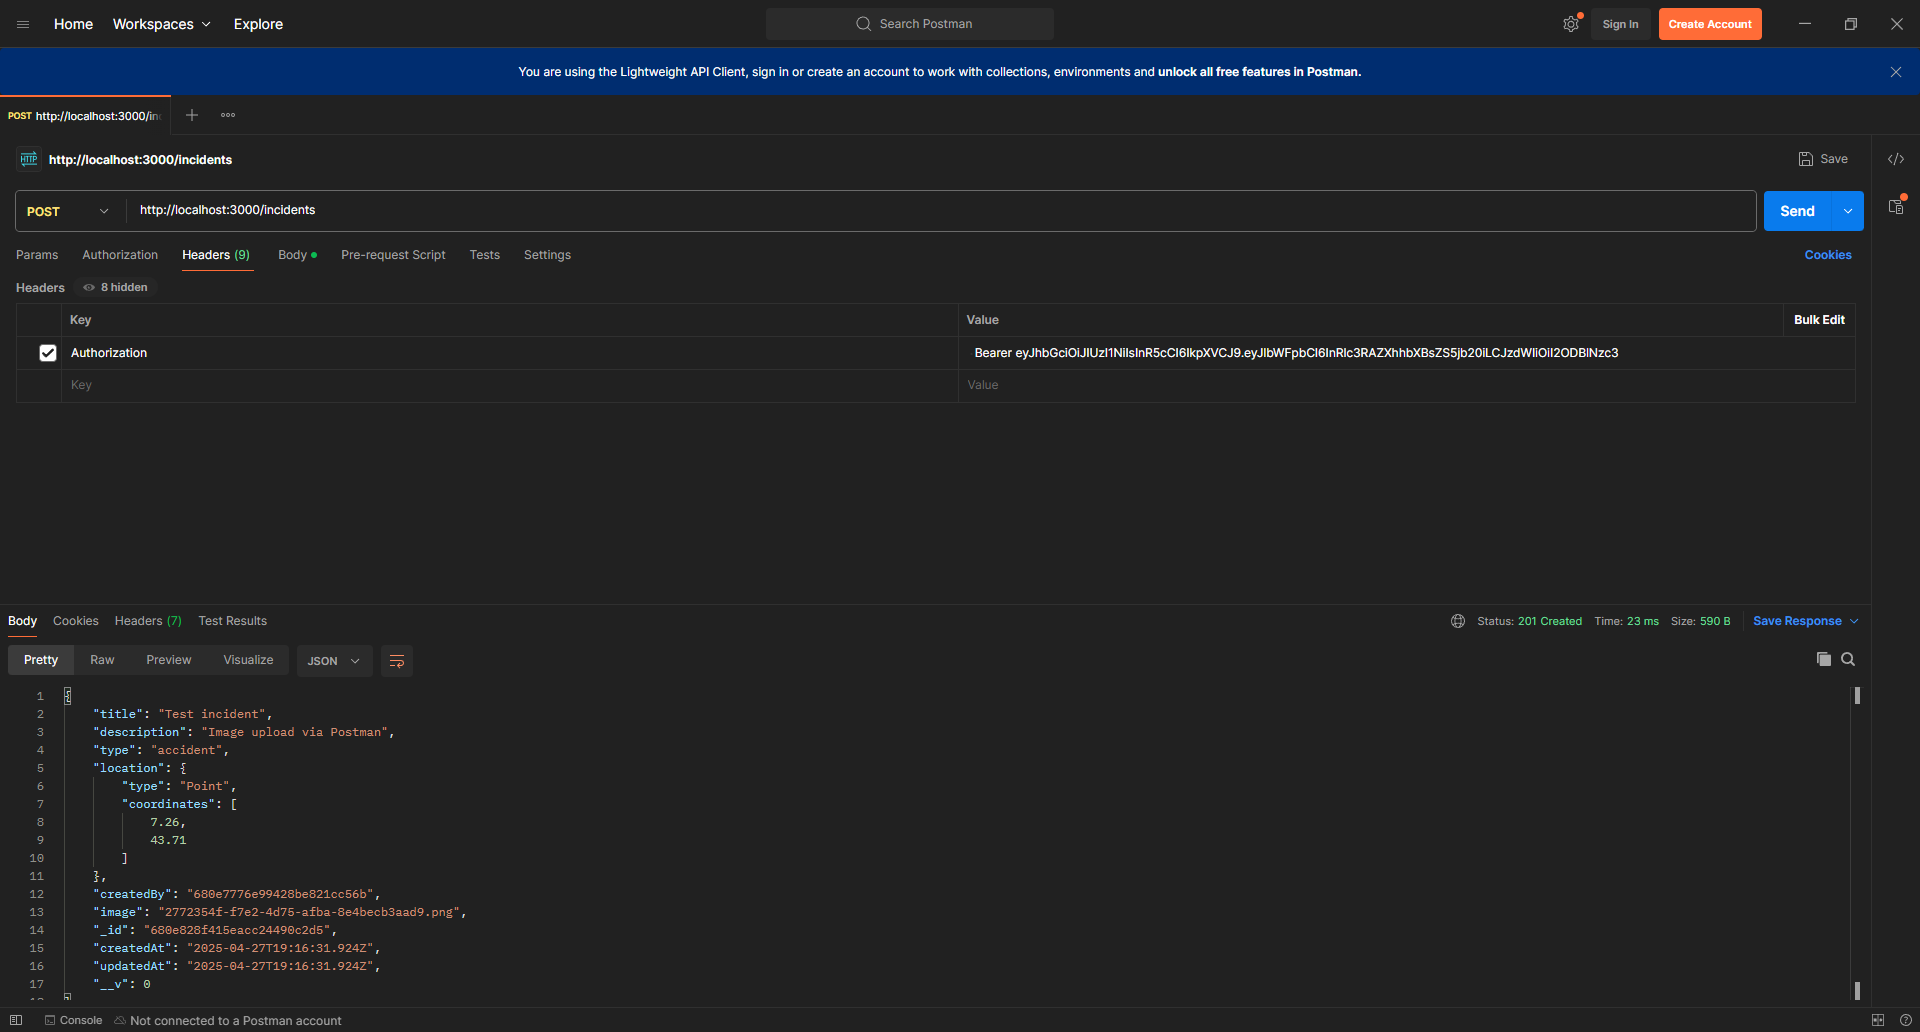 Home Workspaces Explore Search Postman Sign In Create Account
You are using the Lightweight API Client, sign in or create an account to work with collections, environments and unlock all free features in Postman.
POST http://localhost:3000/in
HTTP http://localhost:3000/incidents Save
POST http://localhost:3000/incidents Send
Params Authorization Headers (9) Body Pre-request Script Tests Settings Cookies
Headers 8 hidden
Key Value Bulk Edit
Authorization Bearer eyJhbGciOiJIUzI1NiIsInR5cCI6IkpXVCJ9.eyJlbWFpbCI6InRlc3RAZXhhbXBsZS5jb20iLCJzdWIiOiI2ODBlNzc3
Key Value
Body Cookies Headers (7) Test Results Status: 201 Created Time: 23 ms Size: 590 B Save Response
Pretty Raw Preview Visualize JSON
1 {
2 "title": "Test incident",
3 "description": "Image upload via Postman",
4 "type": "accident",
5 "location": {
6 "type": "Point",
7 "coordinates": [
8 7.26,
9 43.71
10 ]
11 },
12 "createdBy": "680e7776e99428be821cc56b",
13 "image": "2772354f-f7e2-4d75-afba-8e4becb3aad9.png",
14 "_id": "680e828f415eacc24490c2d5",
15 "createdAt": "2025-04-27T19:16:31.924Z",
16 "updatedAt": "2025-04-27T19:16:31.924Z",
17 "__v": 0
Console Not connected to a Postman account